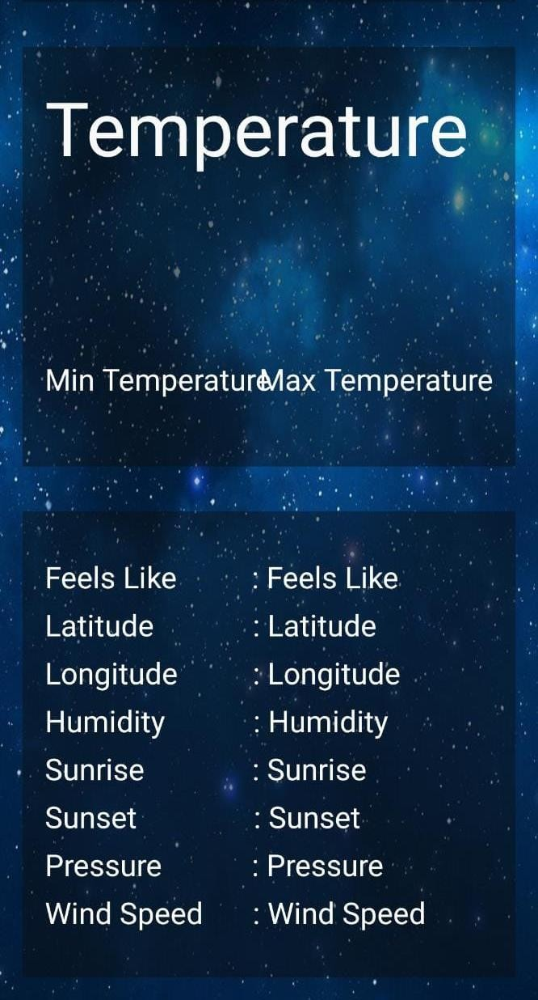 Temperature
Min Temperature Max Temperature
Feels Like : Feels Like
Latitude : Latitude
Longitude : Longitude
Humidity : Humidity
Sunrise : Sunrise
Sunset : Sunset
Pressure : Pressure
Wind Speed : Wind Speed